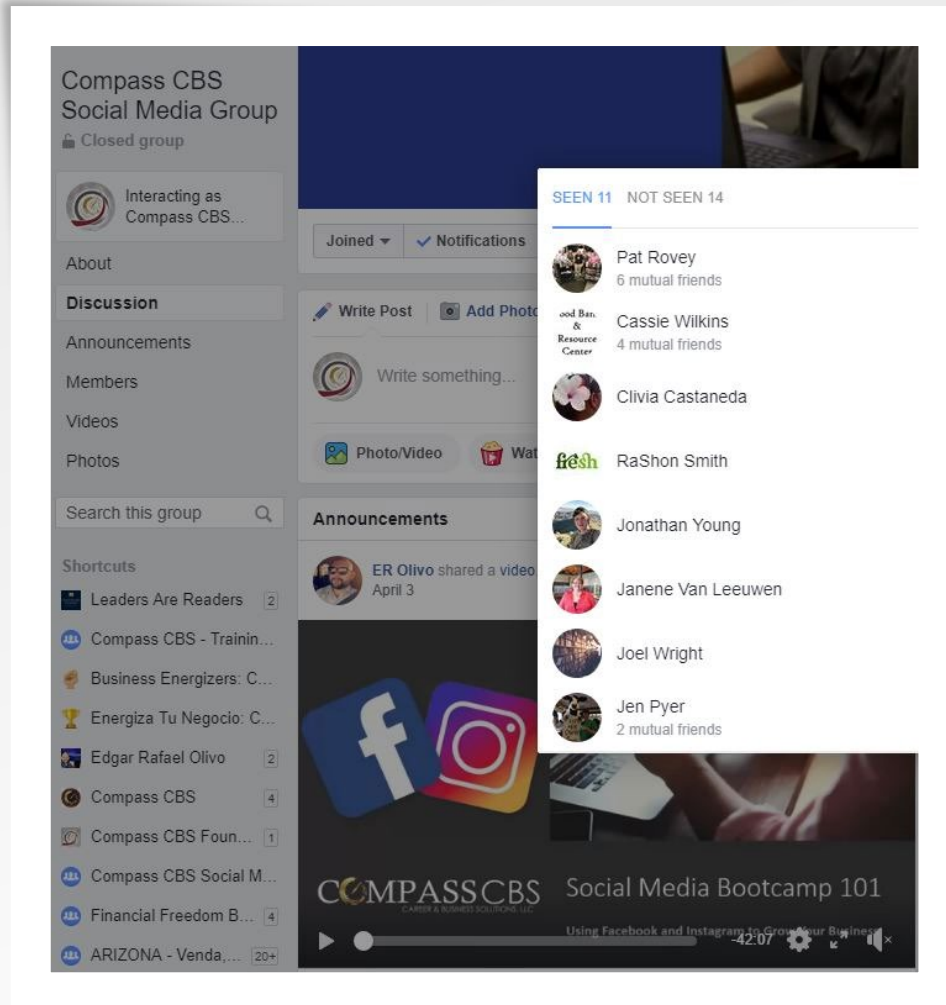 Compass CBS
Social Media Group
Closed group
Interacting as
Compass CBS...
About
Discussion
Announcements
Members
Videos
Photos
Search this group
Shortcuts
Leaders Are Readers 2
Compass CBS - Trainin...
Business Energizers: C...
Energiza Tu Negocio: C...
Edgar Rafael Olivo 2
Compass CBS 4
Compass CBS Foun... 1
Compass CBS Social M...
Financial Freedom B... 4
ARIZONA - Venda,... 20+
Joined Notifications
Write Post Add Photo
Write something...
Photo/Video Wat
Announcements
ER Olivo shared a video
April 3
SEEN 11 NOT SEEN 14
Pat Rovey
6 mutual friends
ood Ban
&
Resource
Center
Cassie Wilkins
4 mutual friends
Clivia Castaneda
fresh
RaShon Smith
Jonathan Young
Janene Van Leeuwen
Joel Wright
Jen Pyer
2 mutual friends
COMPASS CBS
CAREER & BUSINESS SOLUTIONS, LLC
Social Media Bootcamp 101
Using Facebook and Instagram to Grow Your Business
-42:07